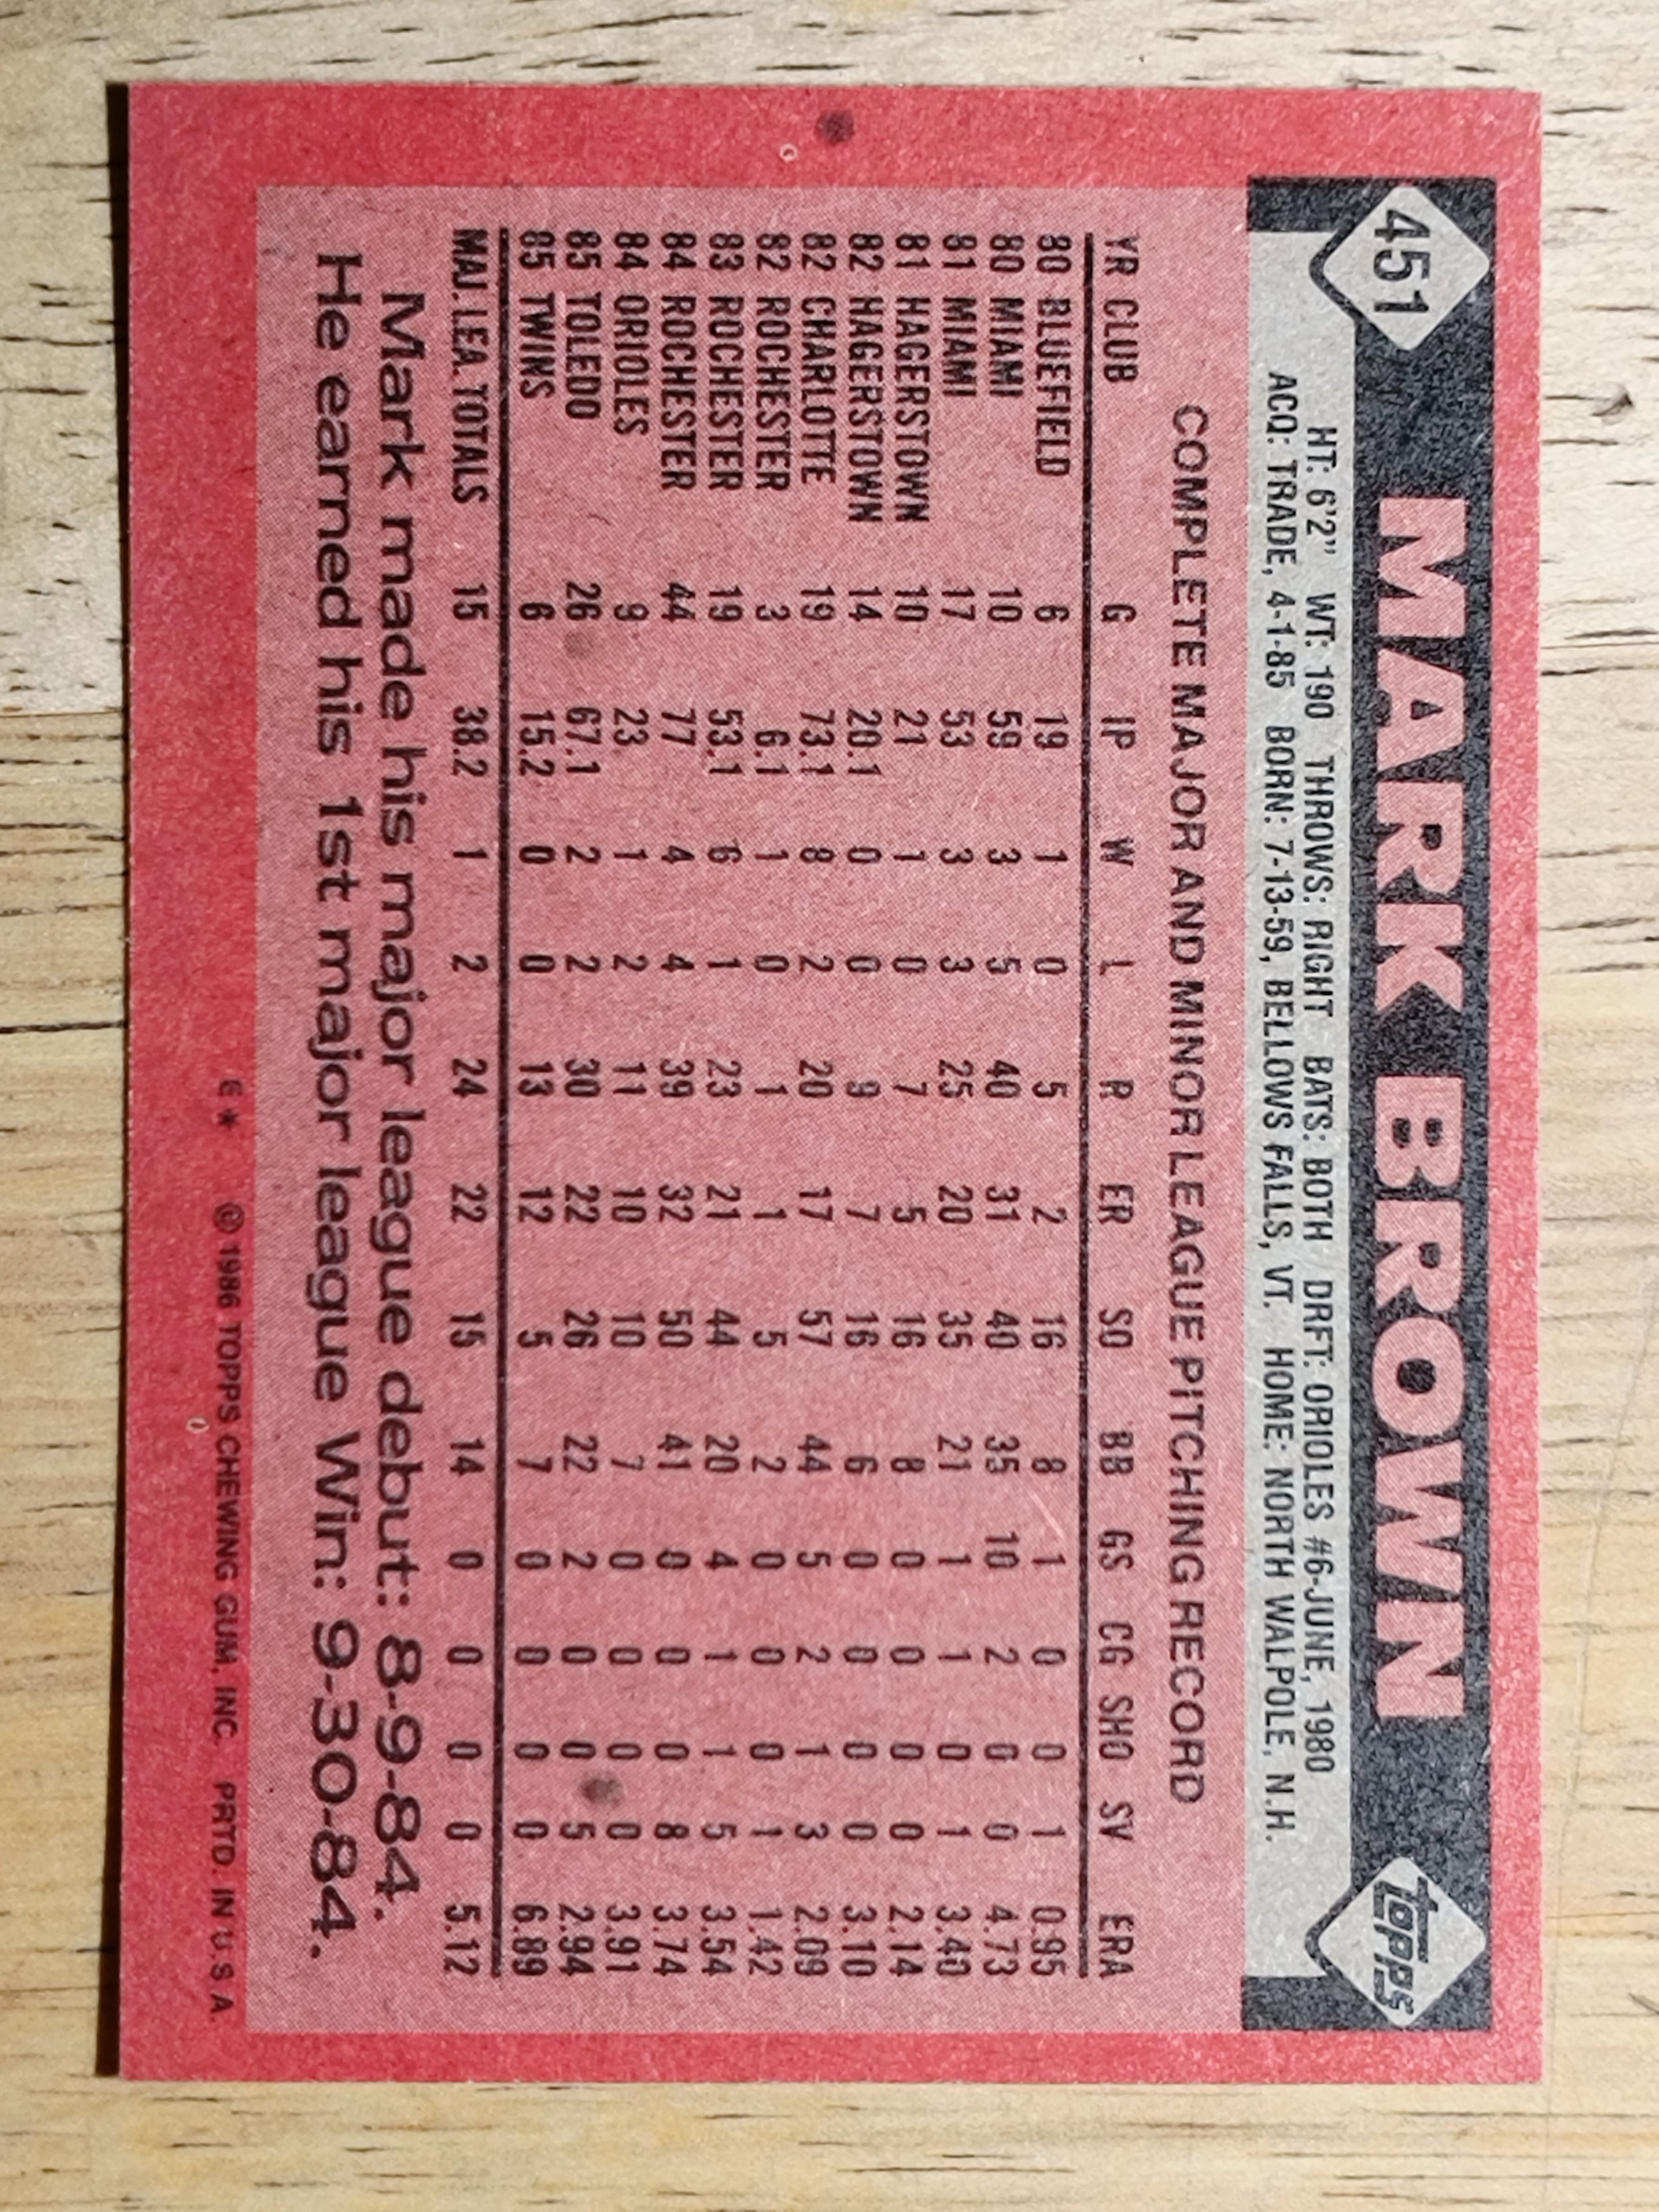 451 MARK BROWN topps
HT: 6'2" WT: 190 THROWS: RIGHT BATS: BOTH DRFT: ORIOLES #6-JUNE, 1980
ACQ: TRADE, 4-1-85 BORN: 7-13-59, BELLOWS FALLS, VT. HOME: NORTH WALPOLE, N.H.
COMPLETE MAJOR AND MINOR LEAGUE PITCHING RECORD
YR CLUB G IP W L R ER SO BB GS CG SHO SV ERA
80 BLUEFIELD 6 19 1 0 5 2 16 8 1 0 0 1 0.95
80 MIAMI 10 59 3 5 40 31 40 35 10 2 0 0 4.73
81 MIAMI 17 53 3 3 25 20 35 21 1 1 0 1 3.40
81 HAGERSTOWN 10 21 1 0 7 5 16 8 0 0 0 0 2.14
82 HAGERSTOWN 14 20.1 0 0 9 7 16 6 0 0 0 0 3.10
82 CHARLOTTE 19 73.1 8 2 20 17 57 44 5 2 1 3 2.09
82 ROCHESTER 3 6.1 1 0 1 1 5 2 0 0 0 1 1.42
83 ROCHESTER 19 53.1 6 1 23 21 44 20 4 1 1 5 3.54
84 ROCHESTER 44 77 4 4 39 32 50 41 0 0 0 8 3.74
84 ORIOLES 9 23 1 2 11 10 10 7 0 0 0 0 3.91
85 TOLEDO 26 67.1 2 2 30 22 26 22 2 0 0 5 2.94
85 TWINS 6 15.2 0 0 13 12 5 7 0 0 0 0 6.89
MAJ. LEA. TOTALS 15 38.2 1 2 24 22 15 14 0 0 0 0 5.12
Mark made his major league debut: 8-9-84.
He earned his 1st major league Win: 9-30-84.
E* © 1986 TOPPS CHEWING GUM, INC. PRTD. IN U.S.A.